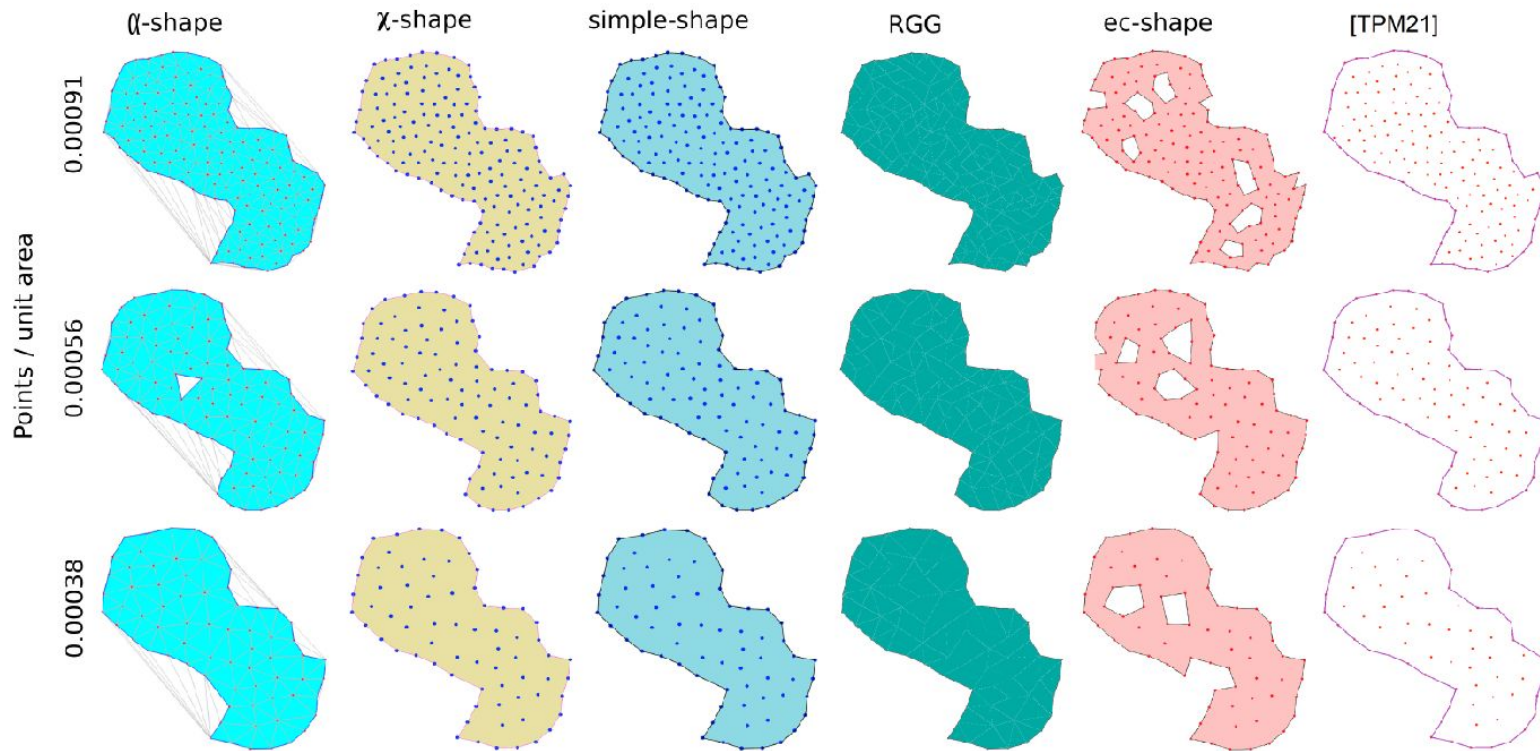 α-shape χ-shape simple-shape RGG ec-shape [TPM21]
Points / unit area
0.00091
0.00056
0.00038